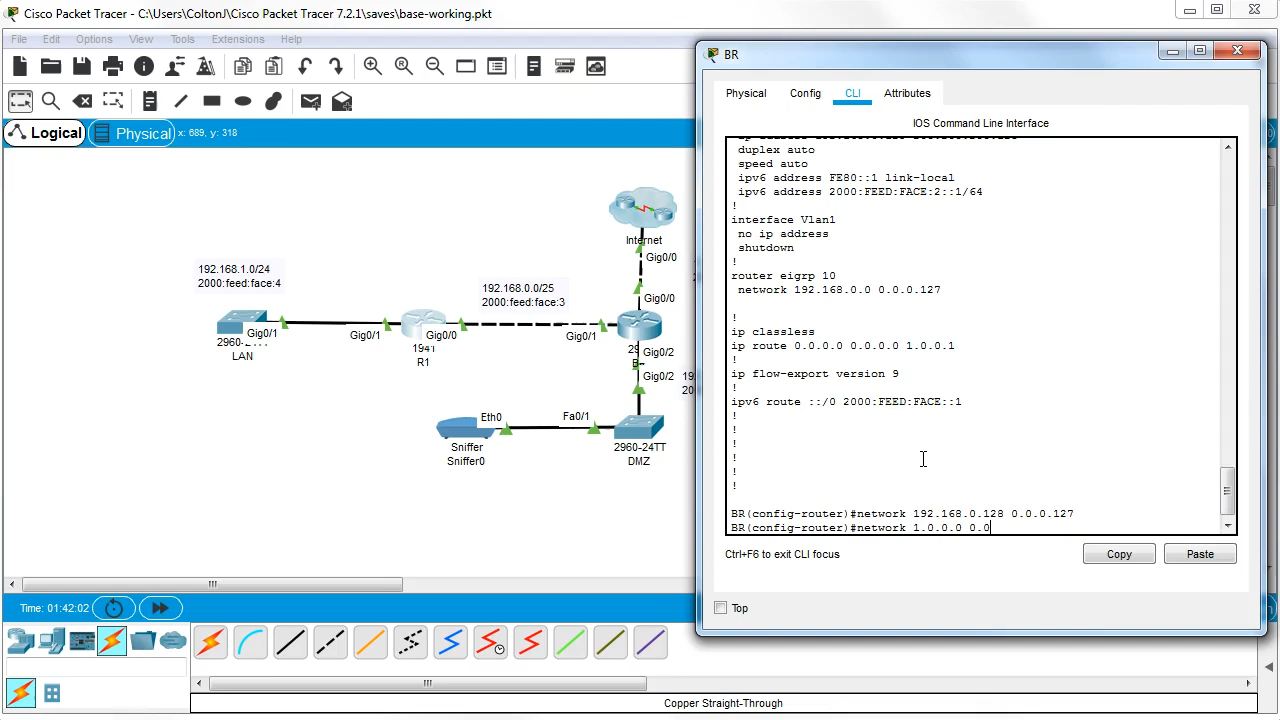 Cisco Packet Tracer - C:\Users\ColtonJ\Cisco Packet Tracer 7.2.1\saves\base-working.pkt
File Edit Options View Tools Extensions Help
Logical Physical x: 689, y: 318
Internet
Gig0/0
192.168.1.0/24
2000:feed:face:4
192.168.0.0/25
2000:feed:face:3
Gig0/0
Gig0/1
Gig0/1
Gig0/0
Gig0/1
LAN
1941
R1
Gig0/2
Gig0/2
Eth0
Fa0/1
Sniffer
Sniffer0
2960-24TT
DMZ
Time: 01:42:02
Copper Straight-Through
BR
Physical Config CLI Attributes
IOS Command Line Interface
duplex auto
speed auto
ipv6 address FE80::1 link-local
ipv6 address 2000:FEED:FACE:2::1/64
!
interface Vlan1
no ip address
shutdown
!
router eigrp 10
network 192.168.0.0 0.0.0.127
!
ip classless
ip route 0.0.0.0 0.0.0.0 1.0.0.1
!
ip flow-export version 9
!
ipv6 route ::/0 2000:FEED:FACE::1
!
!
!
!
!
!
BR(config-router)#network 192.168.0.128 0.0.0.127
BR(config-router)#network 1.0.0.0 0.0
Ctrl+F6 to exit CLI focus
Copy
Paste
Top